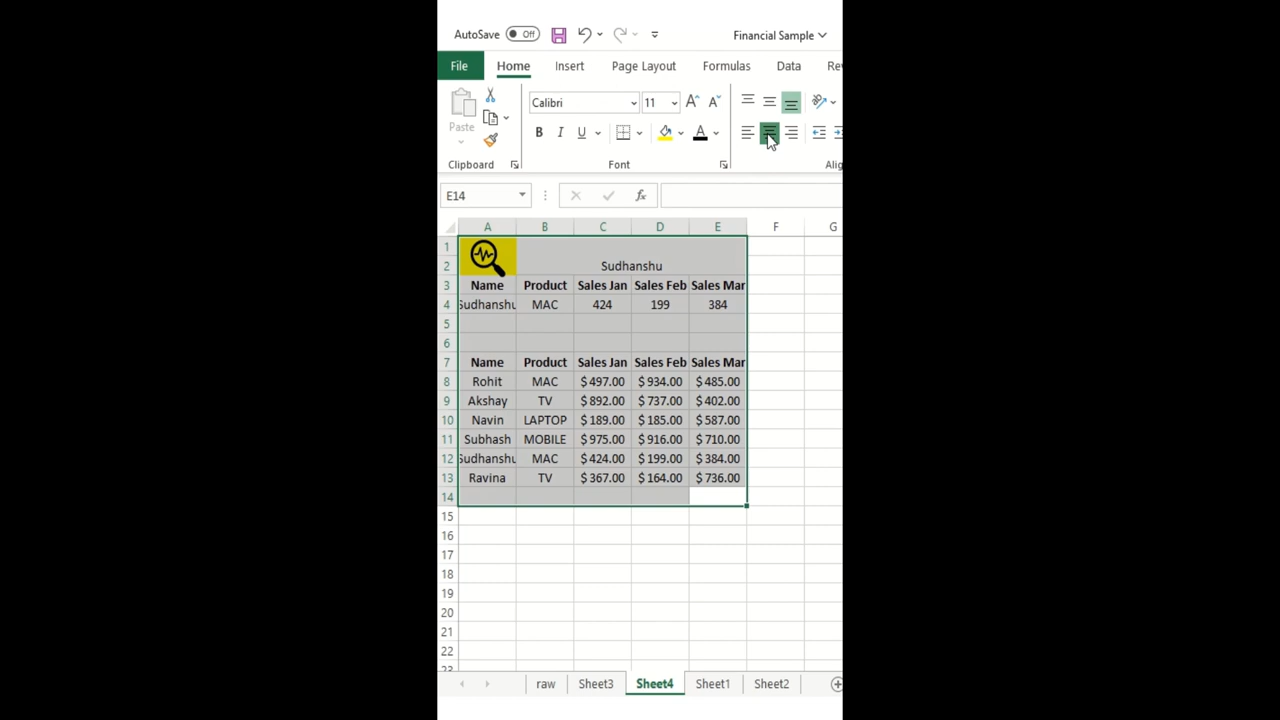 AutoSave Off Financial Sample
File Home Insert Page Layout Formulas Data Re
Calibri 11 A A
Paste B I U A
Clipboard Font Alig
E14 fx
A B C D E F G
1
2 Sudhanshu
3 Name Product Sales Jan Sales Feb Sales Mar
4 Sudhanshu MAC 424 199 384
5
6
7 Name Product Sales Jan Sales Feb Sales Mar
8 Rohit MAC $ 497.00 $ 934.00 $ 485.00
9 Akshay TV $ 892.00 $ 737.00 $ 402.00
10 Navin LAPTOP $ 189.00 $ 185.00 $ 587.00
11 Subhash MOBILE $ 975.00 $ 916.00 $ 710.00
12 Sudhanshu MAC $ 424.00 $ 199.00 $ 384.00
13 Ravina TV $ 367.00 $ 164.00 $ 736.00
14
15
16
17
18
19
20
21
22
23
raw Sheet3 Sheet4 Sheet1 Sheet2